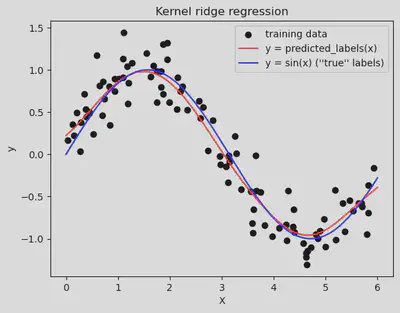 Kernel ridge regression
training data
y = predicted_labels(x)
y = sin(x) (''true'' labels)
1.5
1.0
0.5
0.0
−0.5
−1.0
y
0 1 2 3 4 5 6
X